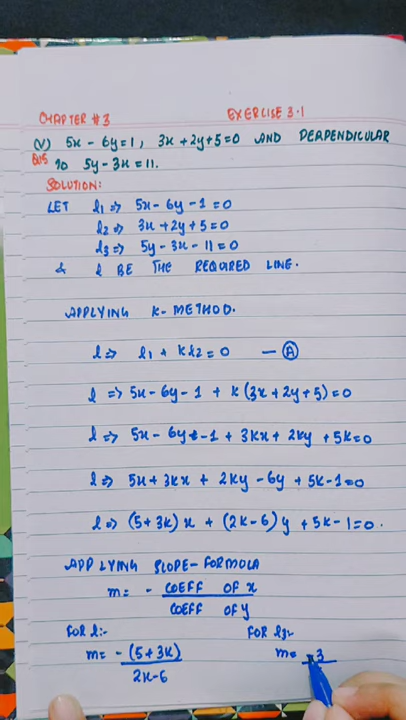 CHAPTER #3 EXERCISE 3.1
(V) 5x - 6y=1, 3x+2y+5=0 AND PERPENDICULAR
Q15 TO 5y-3x=11.
SOLUTION:
LET l1 => 5x-6y-1=0
l2 => 3x+2y+5=0
l3 => 5y-3x-11=0
& l BE THE REQUIRED LINE.
APPLYING K-METHOD.
l => l1 + kl2 = 0 — (A)
l => 5x-6y-1 + k(3x+2y+5)=0
l => 5x-6y-1 + 3kx + 2ky +5k=0
l => 5x+3kx + 2ky-6y +5k-1=0
l => (5+3k)x + (2k-6)y +5k-1=0.
APPLYING SLOPE-FORMULA
m= - COEFF OF x
COEFF OF y
FOR l:- FOR l3:-
m= -(5+3k) m= -3
2k-6